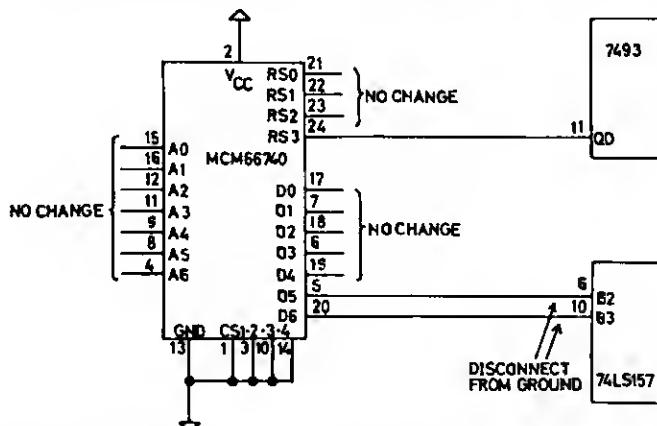 2
VCC
15 A0
16 A1
12 A2
11 A3
9 A4
8 A5
4 A6
NO CHANGE
MCM66740
RS0 21
RS1 22
RS2 23
RS3 24
NO CHANGE
D0 17
D1 7
D2 18
D3 6
D4 19
D5 5
D6 20
NO CHANGE
GND CS1-2-3-4
13 1 3 10 14
7493
11 QD
6 B2
10 B3
DISCONNECT
FROM GROUND
74LS157